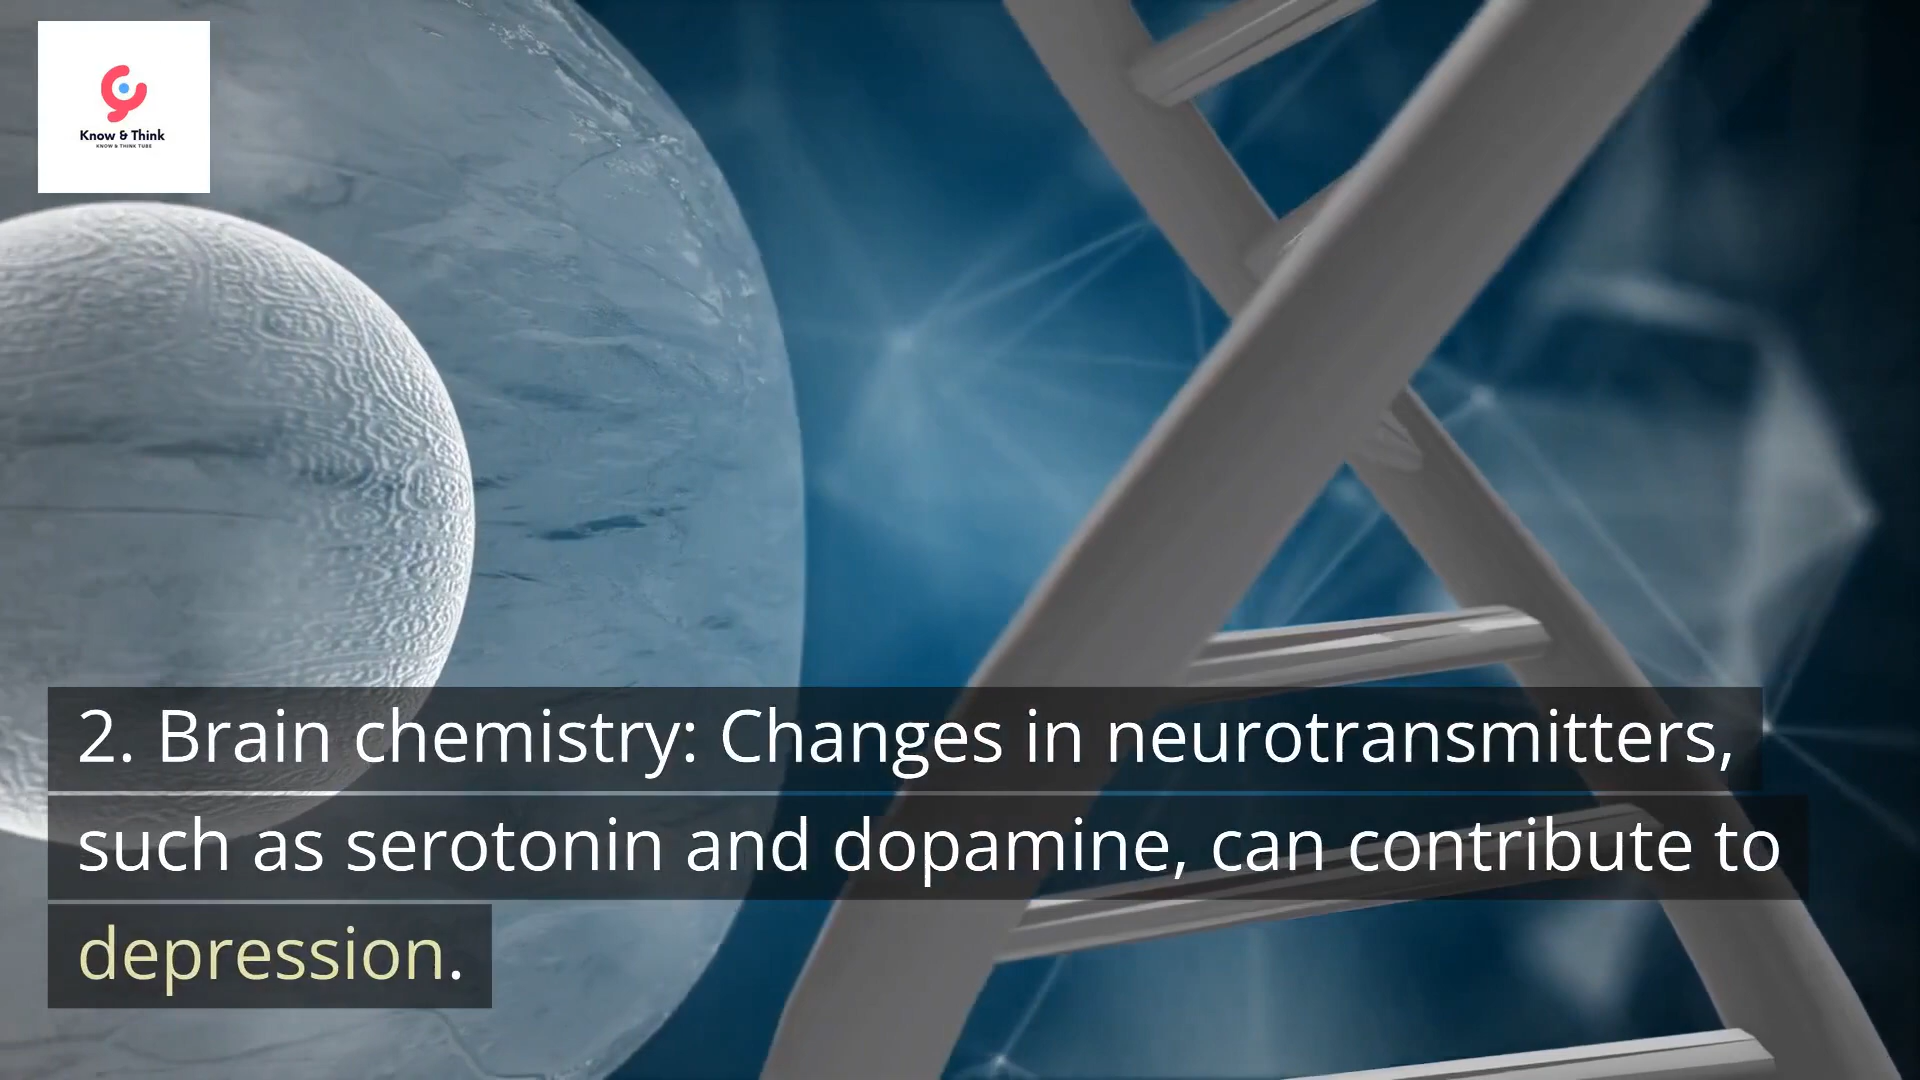 Know & Think
KNOW & THINK TUBE
2. Brain chemistry: Changes in neurotransmitters,
such as serotonin and dopamine, can contribute to
depression.